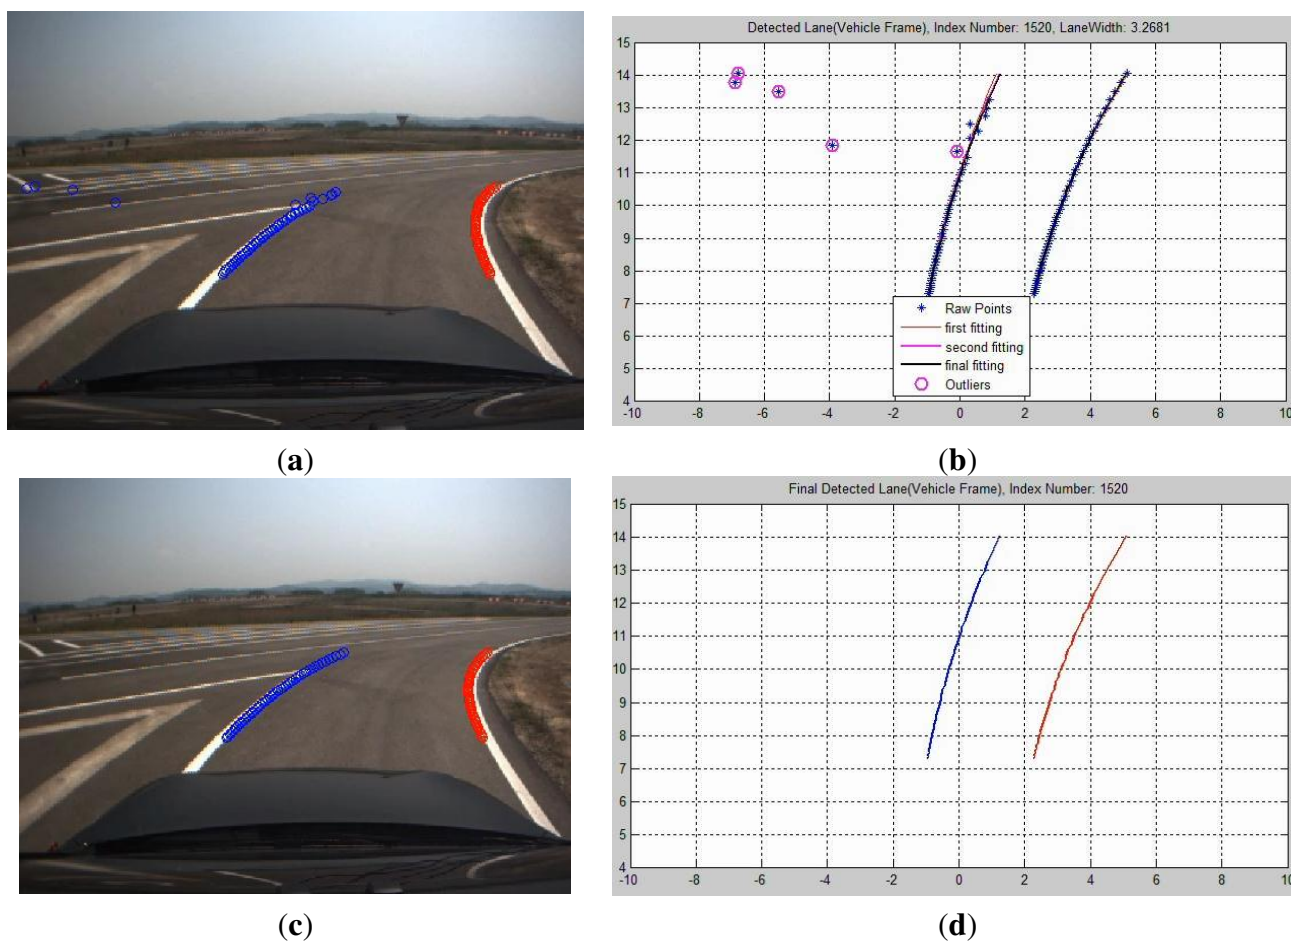 Detected Lane(Vehicle Frame), Index Number: 1520, LaneWidth: 3.2681
15
14
13
12
11
10
9
8
7
6
5
4
Raw Points
first fitting
second fitting
final fitting
Outliers
-10 -8 -6 -4 -2 0 2 4 6 8 10
(a)
(b)
Final Detected Lane(Vehicle Frame), Index Number: 1520
15
14
13
12
11
10
9
8
7
6
5
4
-10 -8 -6 -4 -2 0 2 4 6 8 10
(c)
(d)